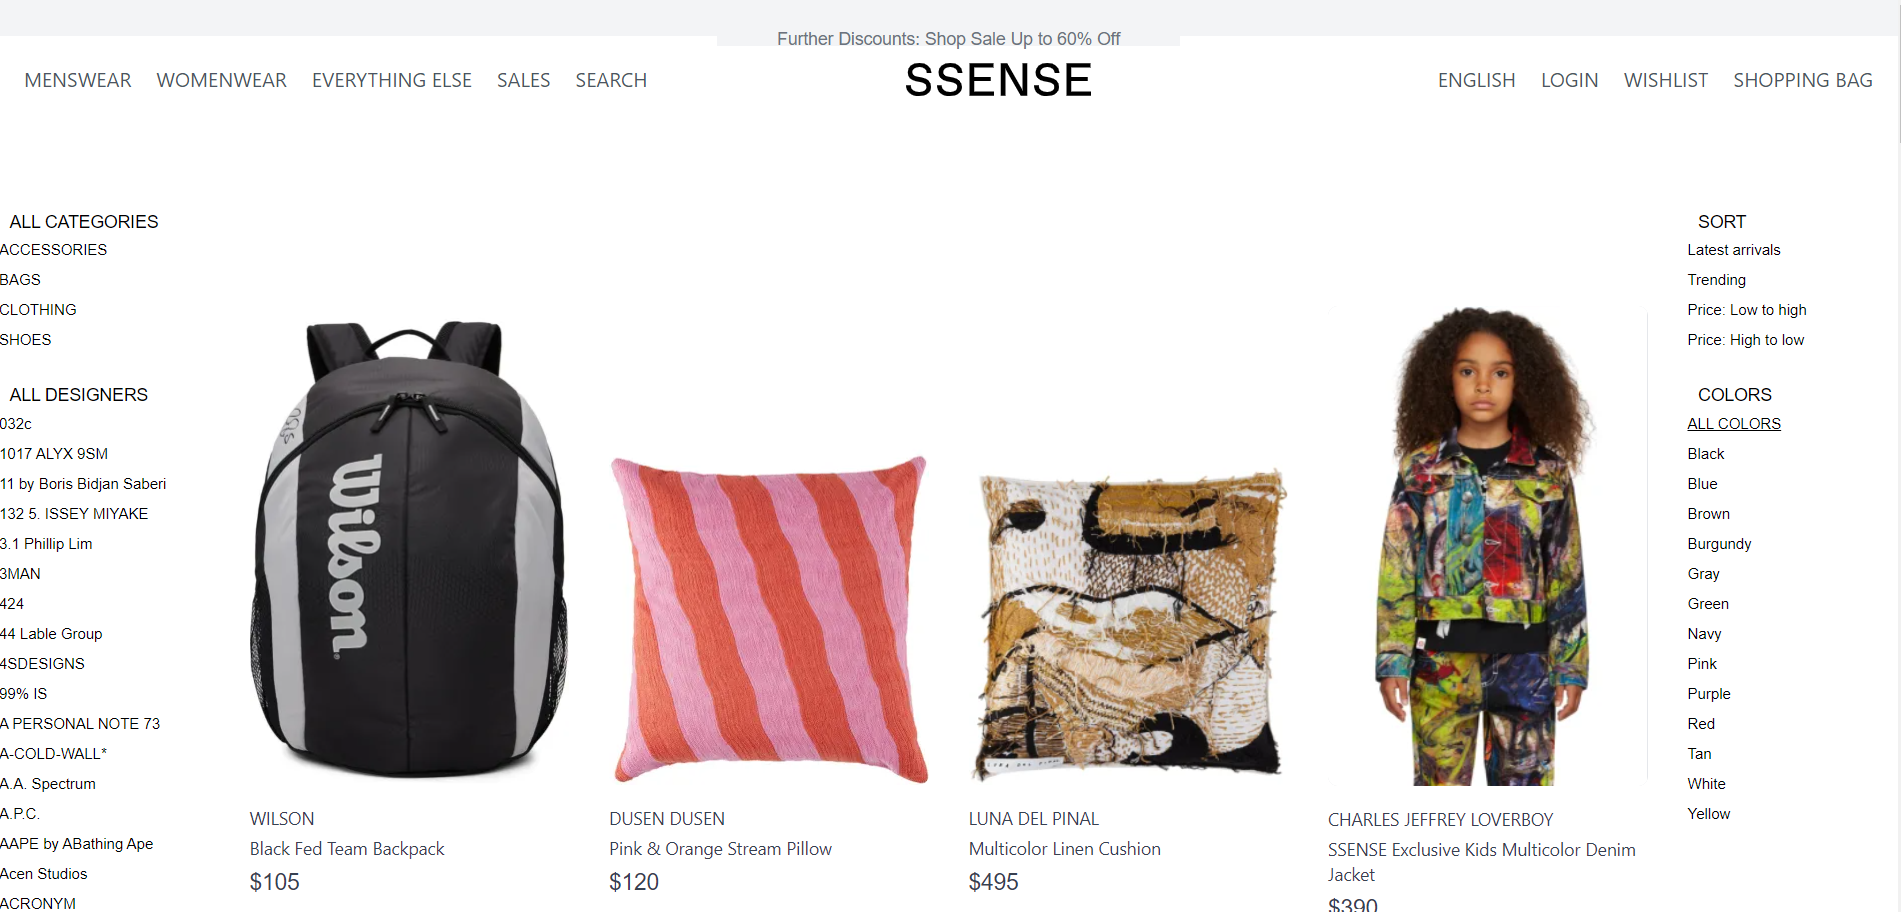 Further Discounts: Shop Sale Up to 60% Off
MENSWEAR WOMENWEAR EVERYTHING ELSE SALES SEARCH
SSENSE
ENGLISH LOGIN WISHLIST SHOPPING BAG
ALL CATEGORIES
ACCESSORIES
BAGS
CLOTHING
SHOES
ALL DESIGNERS
032c
1017 ALYX 9SM
11 by Boris Bidjan Saberi
132 5. ISSEY MIYAKE
3.1 Phillip Lim
3MAN
424
44 Lable Group
4SDESIGNS
99% IS
A PERSONAL NOTE 73
A-COLD-WALL*
A.A. Spectrum
A.P.C.
AAPE by ABathing Ape
Acen Studios
ACRONYM
Wilson
WILSON
Black Fed Team Backpack
$105
DUSEN DUSEN
Pink & Orange Stream Pillow
$120
LUNA DEL PINAL
LUNA DEL PINAL
Multicolor Linen Cushion
$495
CHARLES JEFFREY LOVERBOY
SSENSE Exclusive Kids Multicolor Denim
Jacket
$390
SORT
Latest arrivals
Trending
Price: Low to high
Price: High to low
COLORS
ALL COLORS
Black
Blue
Brown
Burgundy
Gray
Green
Navy
Pink
Purple
Red
Tan
White
Yellow